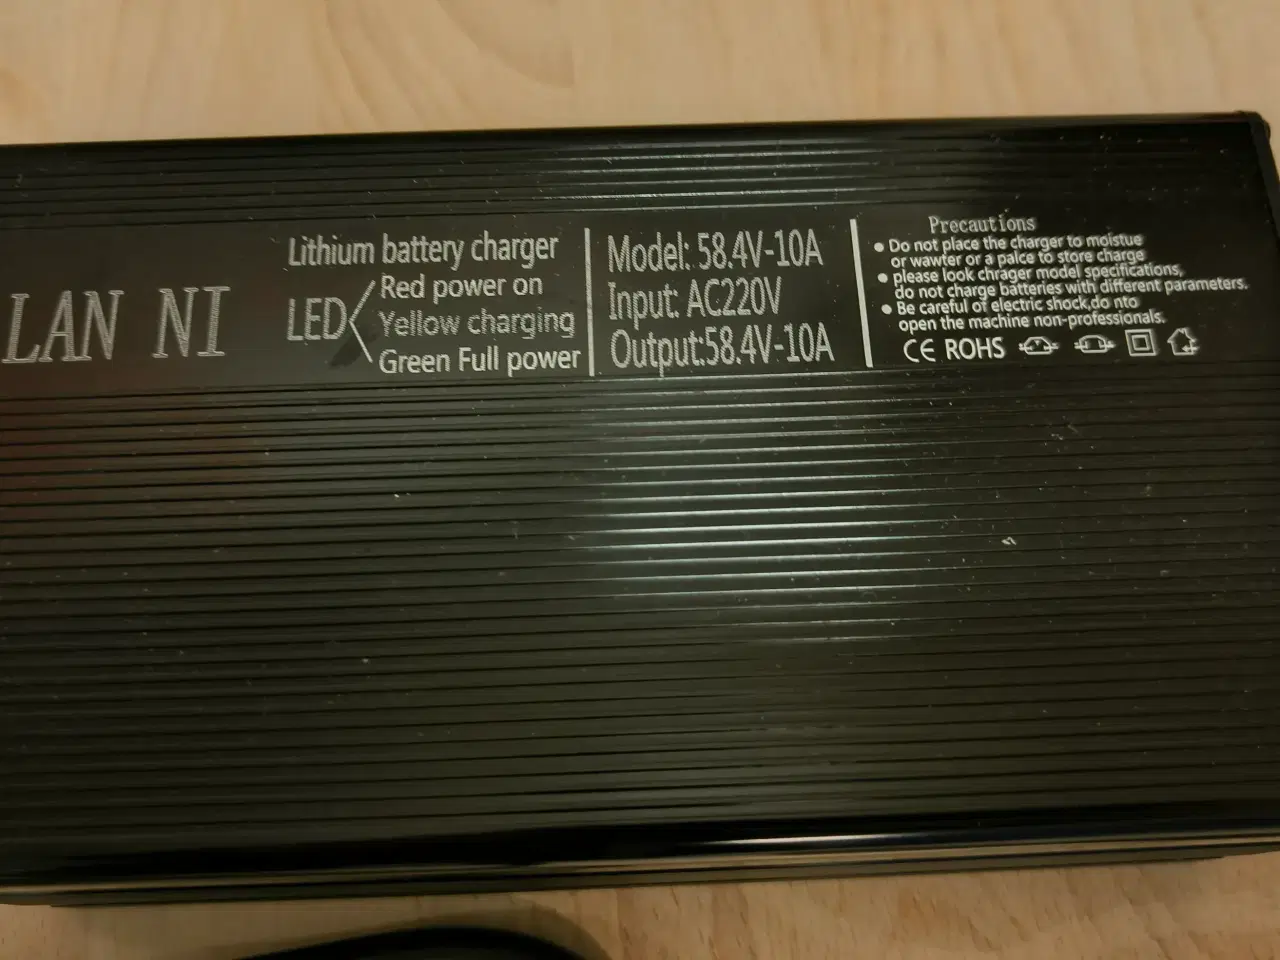 LAN NI
Lithium battery charger
LED
Red power on
Yellow charging
Green Full power
Model: 58.4V-10A
Input: AC220V
Output:58.4V-10A
Precautions
● Do not place the charger to moistue
or wawter or a palce to store charge
● please look chrager model specifications,
do not charge batteries with different parameters.
● Be careful of electric shock,do nto
open the machine non-professionals.
CE ROHS